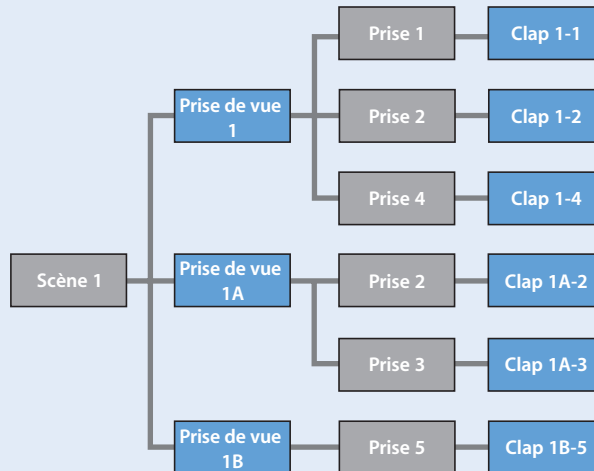 Scène 1
Prise de vue
1
Prise 1
Clap 1-1
Prise 2
Clap 1-2
Prise 4
Clap 1-4
Prise de vue
1A
Prise 2
Clap 1A-2
Prise 3
Clap 1A-3
Prise de vue
1B
Prise 5
Clap 1B-5